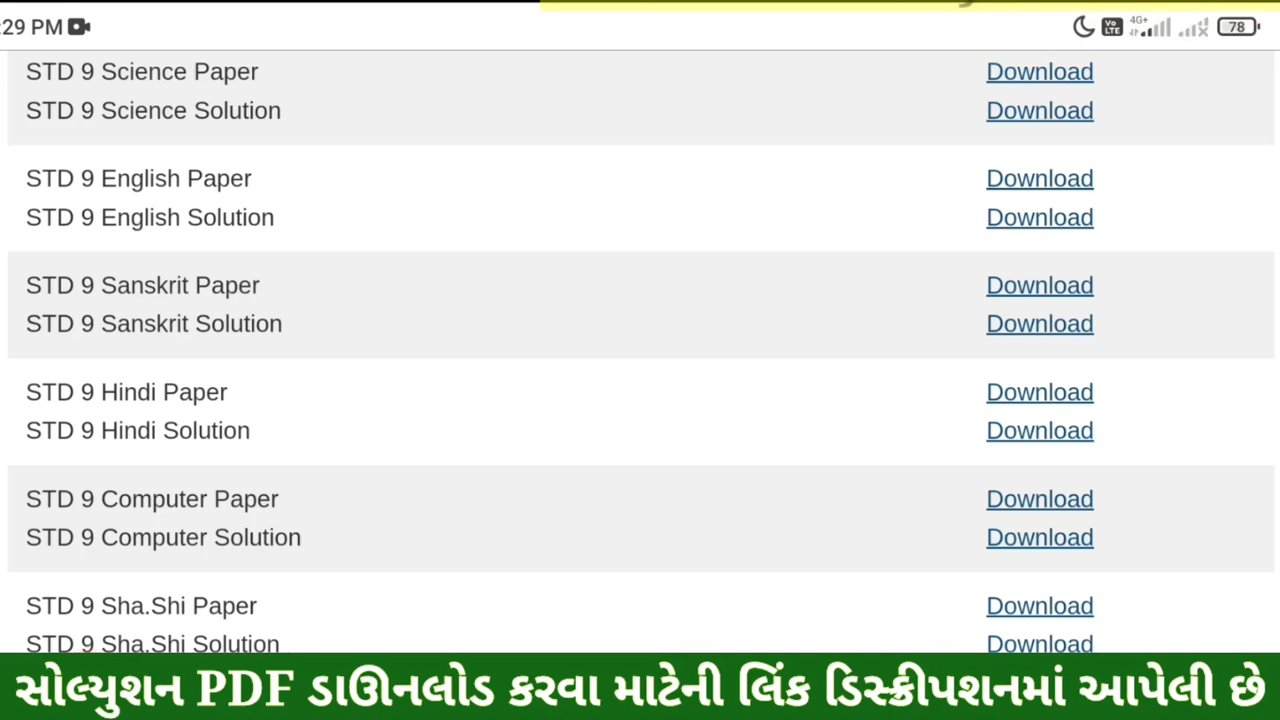 :29 PM
4G+ Vo LTE 78
STD 9 Science Paper Download
STD 9 Science Solution Download
STD 9 English Paper Download
STD 9 English Solution Download
STD 9 Sanskrit Paper Download
STD 9 Sanskrit Solution Download
STD 9 Hindi Paper Download
STD 9 Hindi Solution Download
STD 9 Computer Paper Download
STD 9 Computer Solution Download
STD 9 Sha.Shi Paper Download
STD 9 Sha.Shi Solution Download
સોલ્યુશન PDF ડાઊનલોડ કરવા માટેની લિંક ડિસ્ક્રીપશનમાં આપેલી છે